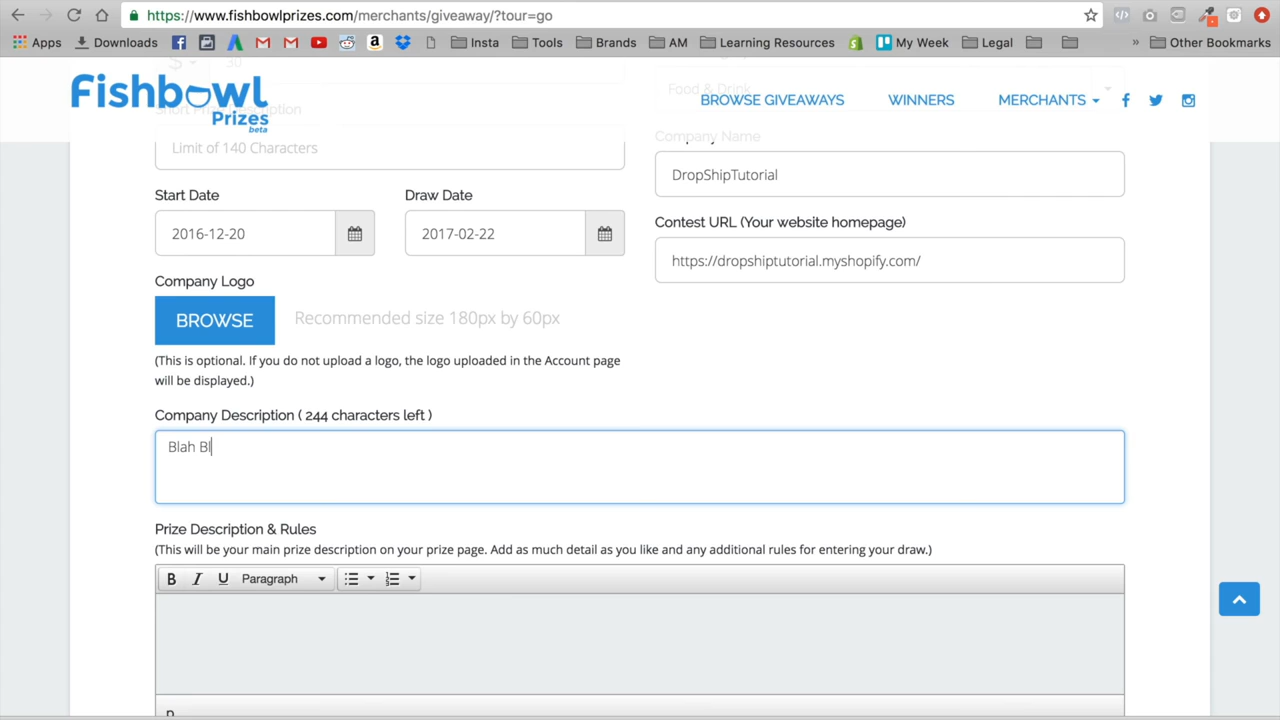 https://www.fishbowlprizes.com/merchants/giveaway/?tour=go
Apps Downloads Insta Tools Brands AM Learning Resources My Week Legal » Other Bookmarks
$ 30
Food & Drink
Fishbowl
Prizes
beta
BROWSE GIVEAWAYS WINNERS MERCHANTS
Short Prize Description
Limit of 140 Characters
Company Name
DropShipTutorial
Start Date Draw Date
2016-12-20 2017-02-22
Contest URL (Your website homepage)
https://dropshiptutorial.myshopify.com/
Company Logo
BROWSE Recommended size 180px by 60px
(This is optional. If you do not upload a logo, the logo uploaded in the Account page
will be displayed.)
Company Description ( 244 characters left )
Blah Bl
Prize Description & Rules
(This will be your main prize description on your prize page. Add as much detail as you like and any additional rules for entering your draw.)
B I U Paragraph
p